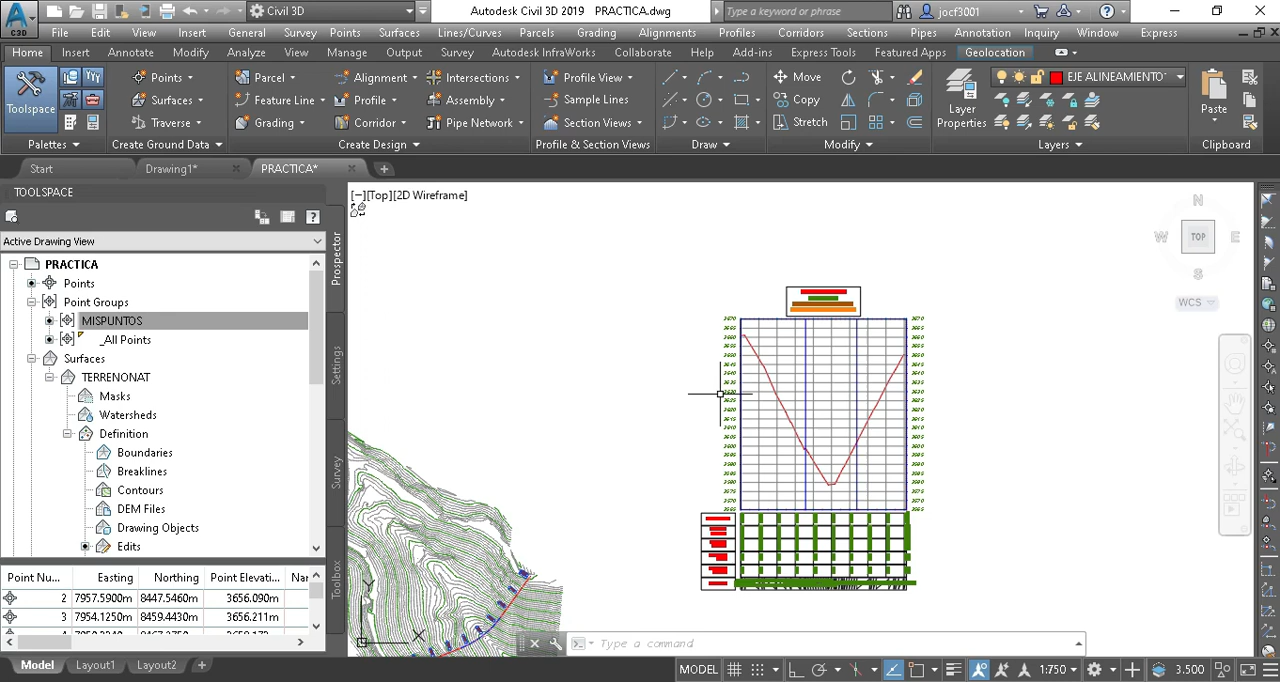 A C3D Civil 3D Autodesk Civil 3D 2019 PRACTICA.dwg Type a keyword or phrase jocf3001
File Edit View Insert General Survey Points Surfaces Lines/Curves Parcels Grading Alignments Profiles Corridors Sections Pipes Annotation Inquiry Window Express
Home Insert Annotate Modify Analyze View Manage Output Survey Autodesk InfraWorks Collaborate Help Add-ins Express Tools Featured Apps Geolocation
Toolspace Points Parcel Alignment Intersections Profile View Move EJE ALINEAMIENTO
Surfaces Feature Line Profile Assembly Sample Lines Copy Layer Properties Paste
Traverse Grading Corridor Pipe Network Section Views Stretch
Palettes Create Ground Data Create Design Profile & Section Views Draw Modify Layers Clipboard
Start Drawing1* PRACTICA*
TOOLSPACE
[−][Top][2D Wireframe]
Active Drawing View
N
W TOP E
S
WCS
Prospector
Settings
Survey
Toolbox
PRACTICA
Points
Point Groups
MISPUNTOS
_All Points
Surfaces
TERRENONAT
Masks
Watersheds
Definition
Boundaries
Breaklines
Contours
DEM Files
Drawing Objects
Edits
Point Nu... Easting Northing Point Elevati... Nar
2 7957.5900m 8459.4430m 3656.090m
3 7954.1250m 8459.4430m 3656.211m
Y
X
Type a command
Model Layout1 Layout2 +
MODEL 1:750 3.500